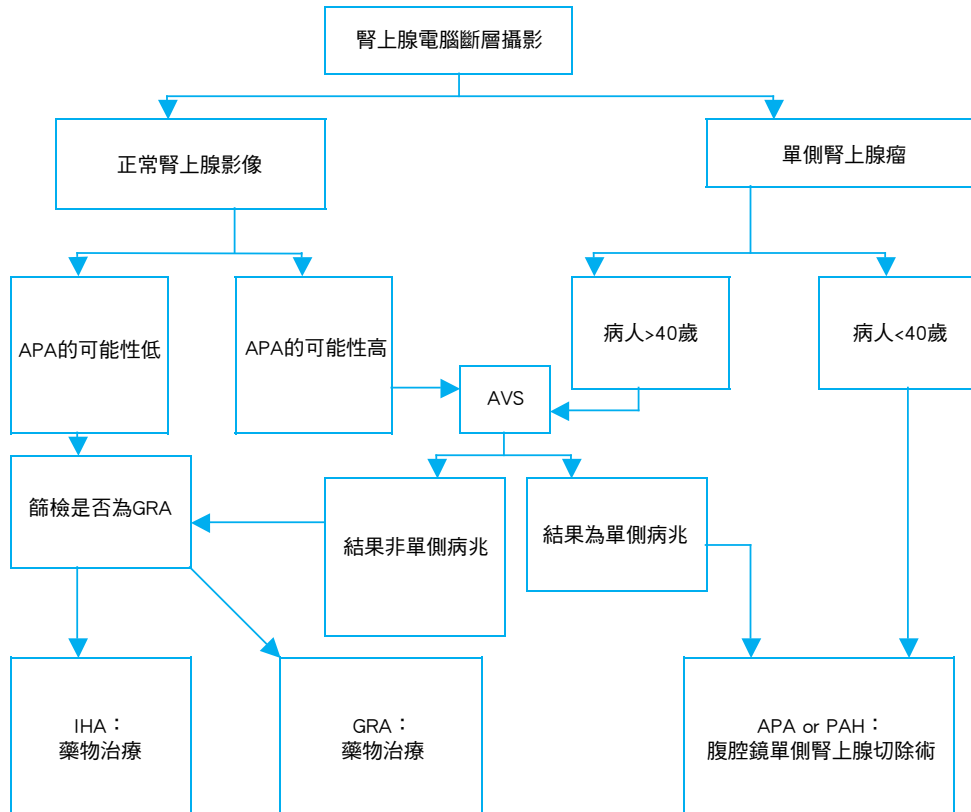 腎上腺電腦斷層攝影
正常腎上腺影像
單側腎上腺瘤
APA的可能性低
APA的可能性高
病人>40歲
病人<40歲
AVS
篩檢是否為GRA
結果非單側病兆
結果為單側病兆
IHA：
藥物治療
GRA：
藥物治療
APA or PAH：
腹腔鏡單側腎上腺切除術